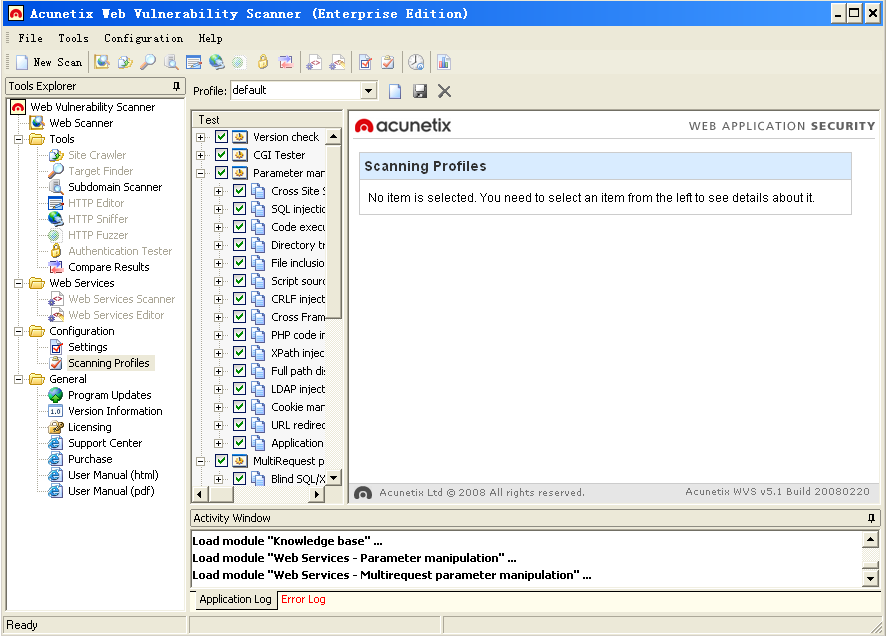 Acunetix Web Vulnerability Scanner (Enterprise Edition)
File Tools Configuration Help
New Scan
Tools Explorer
Web Vulnerability Scanner
Web Scanner
Tools
Site Crawler
Target Finder
Subdomain Scanner
HTTP Editor
HTTP Sniffer
HTTP Fuzzer
Authentication Tester
Compare Results
Web Services
Web Services Scanner
Web Services Editor
Configuration
Settings
Scanning Profiles
General
Program Updates
1.0 Version Information
Licensing
Support Center
Purchase
User Manual (html)
User Manual (pdf)
Profile: default
Test
Version check
CGI Tester
Parameter mar
Cross Site S
SQL injectic
Code execu
Directory tr
File inclusio
Script sourc
CRLF inject
Cross Fram
PHP code ir
XPath injec
Full path dis
LDAP inject
Cookie mar
URL redirec
Application
MultiRequest p
Blind SQL/X
acunetix
WEB APPLICATION SECURITY
Scanning Profiles
No item is selected. You need to select an item from the left to see details about it.
Acunetix Ltd © 2008 All rights reserved.
Acunetix WVS v5.1 Build 20080220
Activity Window
Load module "Knowledge base" ...
Load module "Web Services - Parameter manipulation" ...
Load module "Web Services - Multirequest parameter manipulation" ...
Application Log
Error Log
Ready